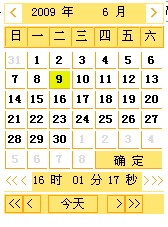 < 2009 年 6 月 >
日 一 二 三 四 五 六
31 1 2 3 4 5 6
7 8 9 10 11 12 13
14 15 16 17 18 19 20
21 22 23 24 25 26 27
28 29 30 1 2 3 4
5 6 7 8 确 定
<<< 16 时 01 分 17 秒 >>>
<< < 今天 > >>